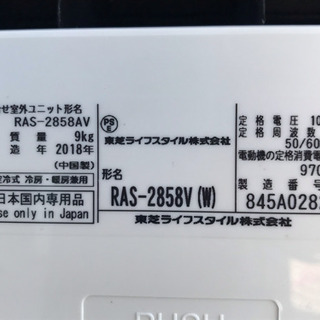 せ室外ユニット形名
RAS-2858AV
質 量 9kg
造 年 2018年
(中国製)
空冷式 冷房・暖房兼用
日本国内専用品
se only in Japan
PS
E
東芝ライフスタイル株式会社
形名
RAS-2858V(W)
東芝ライフスタイル株式会社
定 格 電 圧 10
定 格 周 波 数
50/60
電動機の定格消費電
970
製 造 番 号
845A028
PUSH